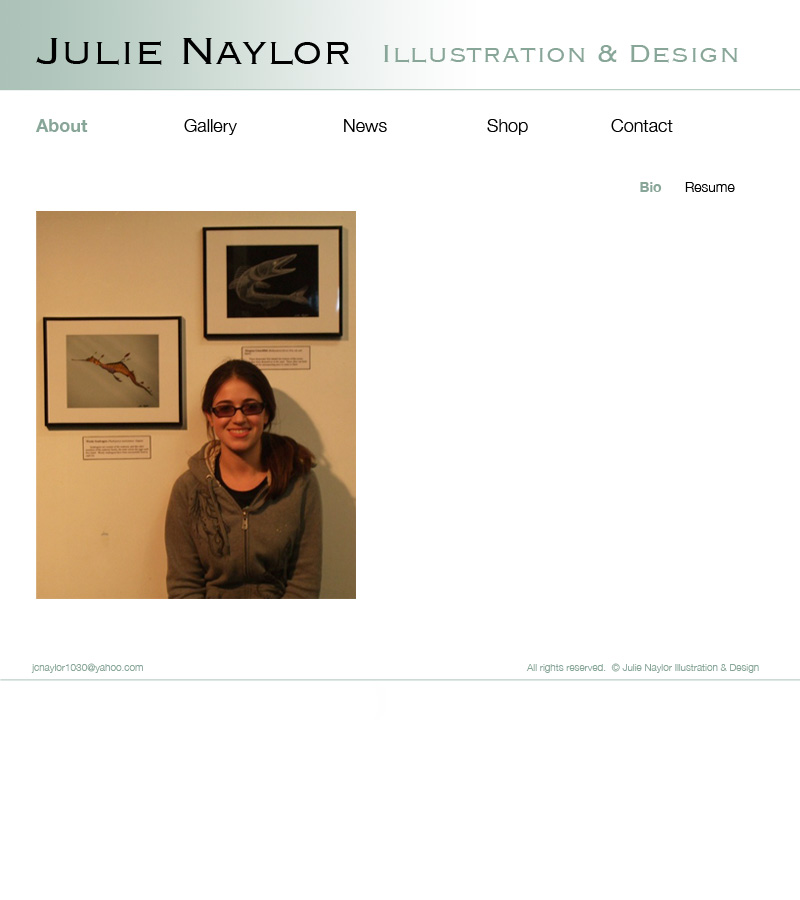 JULIE NAYLOR ILLUSTRATION & DESIGN
About Gallery News Shop Contact
Bio Resume
jcnaylor1030@yahoo.com All rights reserved. © Julie Naylor Illustration & Design